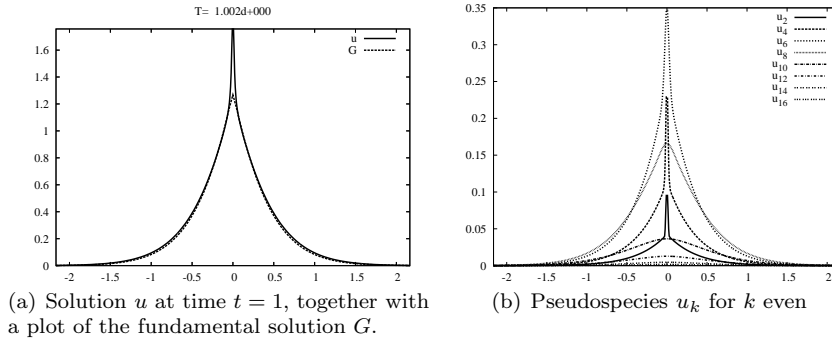 T= 1.002d+000
u
G
1.6
1.4
1.2
1
0.8
0.6
0.4
0.2
0
-2 -1.5 -1 -0.5 0 0.5 1 1.5 2
(a) Solution u at time t = 1, together with
a plot of the fundamental solution G.
0.35
0.3
0.25
0.2
0.15
0.1
0.05
0
u2
u4
u6
u8
u10
u12
u14
u16
-2 -1.5 -1 -0.5 0 0.5 1 1.5 2
(b) Pseudospecies uk for k even